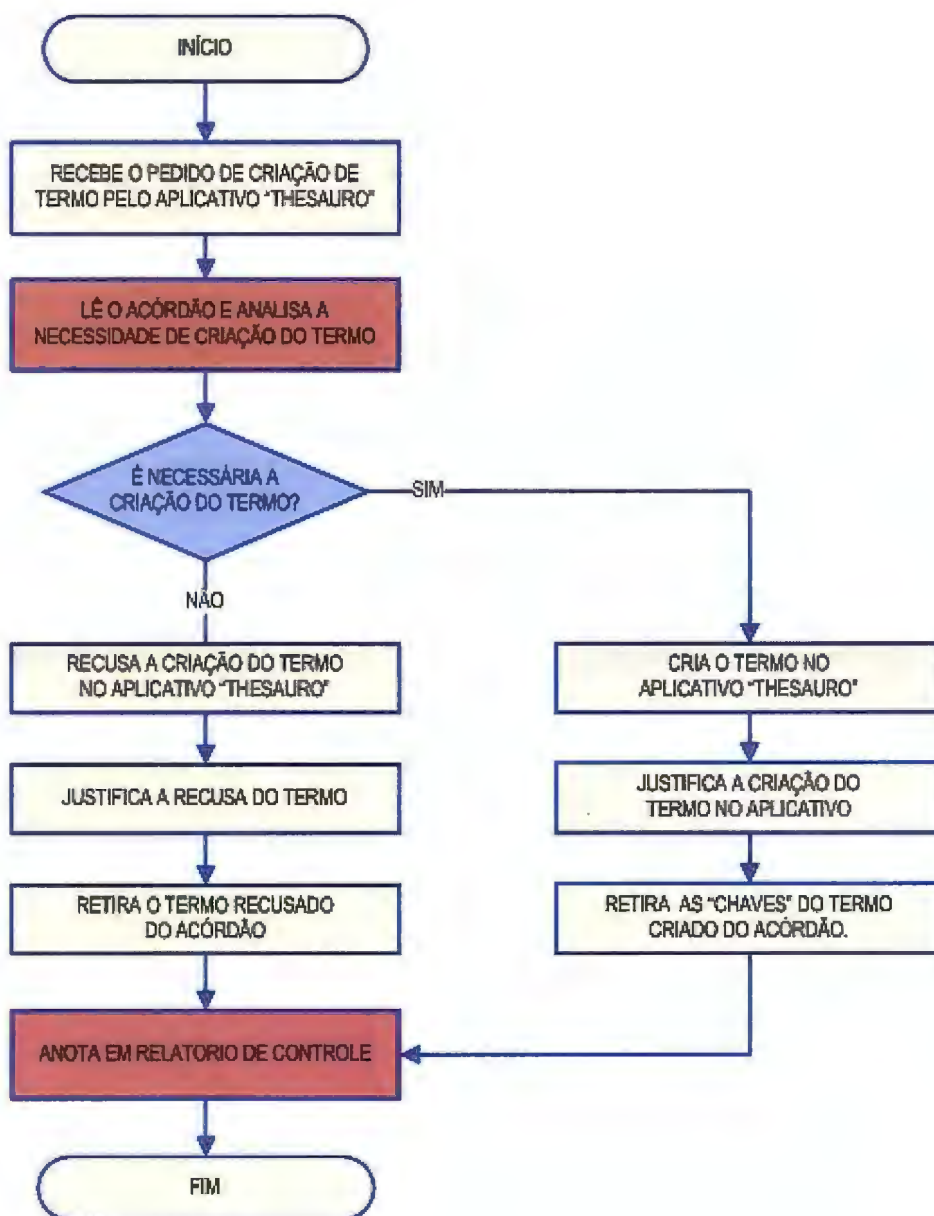 INÍCIO
RECEBE O PEDIDO DE CRIAÇÃO DE
TERMO PELO APLICATIVO "THESAURO"
LÊ O ACÓRDÃO E ANALISA A
NECESSIDADE DE CRIAÇÃO DO TERMO
É NECESSÁRIA A
CRIAÇÃO DO TERMO?
SIM
NÃO
RECUSA A CRIAÇÃO DO TERMO
NO APLICATIVO "THESAURO"
JUSTIFICA A RECUSA DO TERMO
RETIRA O TERMO RECUSADO
DO ACÓRDÃO
CRIA O TERMO NO
APLICATIVO "THESAURO"
JUSTIFICA A CRIAÇÃO DO
TERMO NO APLICATIVO
RETIRA AS "CHAVES" DO TERMO
CRIADO DO ACÓRDÃO.
ANOTA EM RELATORIO DE CONTROLE
FIM